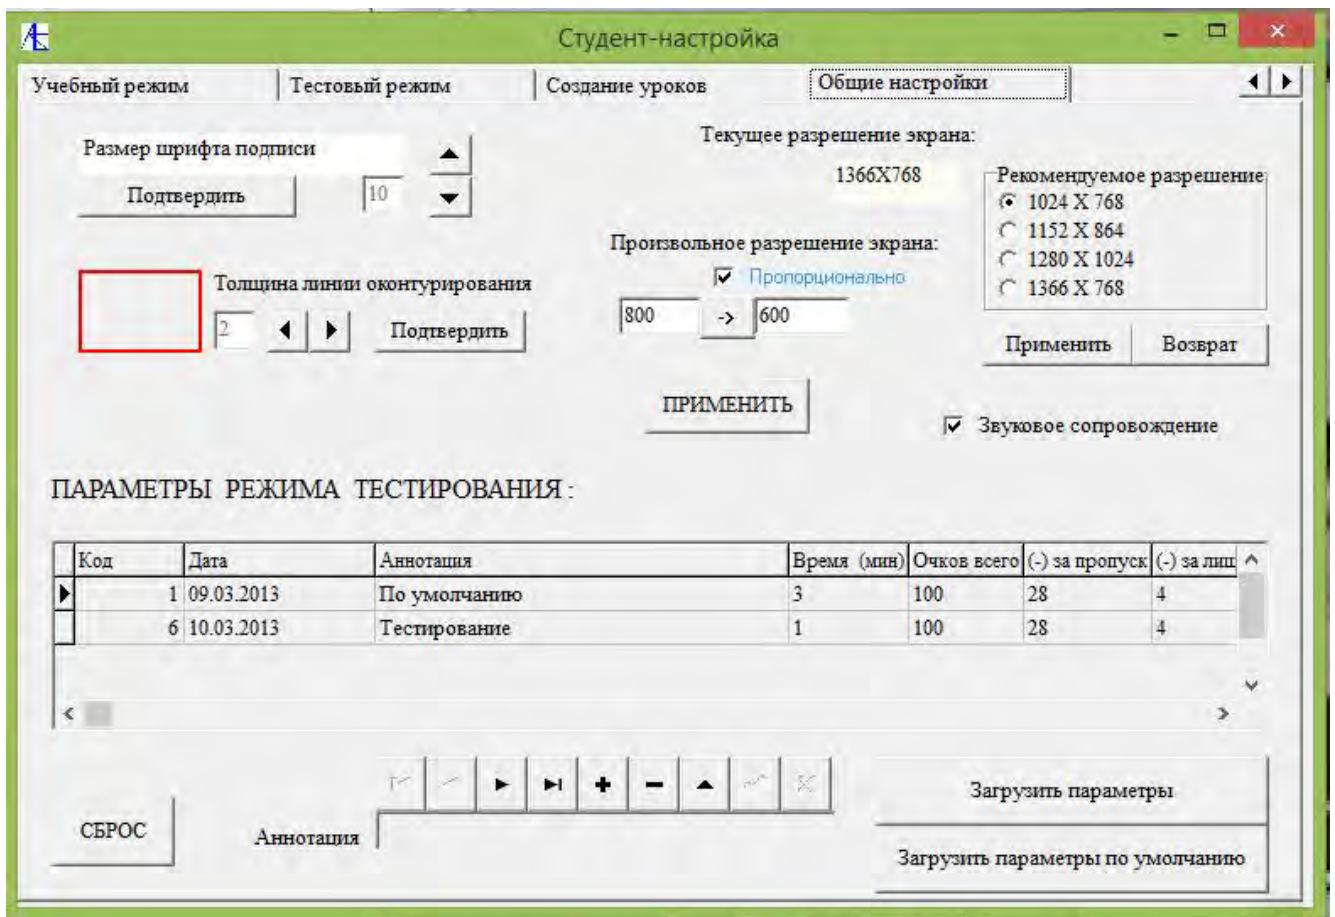 Студент-настройка
Учебный режим Тестовый режим Создание уроков Общие настройки
Размер шрифта подписи
Подтвердить 10
Текущее разрешение экрана:
1366X768
Рекомендуемое разрешение
1024 X 768
1152 X 864
1280 X 1024
1366 X 768
Применить Возврат
Произвольное разрешение экрана:
Пропорционально
800 -> 600
ПРИМЕНИТЬ
Толщина линии оконтурирования
2 Подтвердить
Звуковое сопровождение
ПАРАМЕТРЫ РЕЖИМА ТЕСТИРОВАНИЯ :
Код Дата Аннотация Время (мин) Очков всего (-) за пропуск (-) за лиш
1 09.03.2013 По умолчанию 3 100 28 4
6 10.03.2013 Тестирование 1 100 28 4
СБРОС
Аннотация
Загрузить параметры
Загрузить параметры по умолчанию